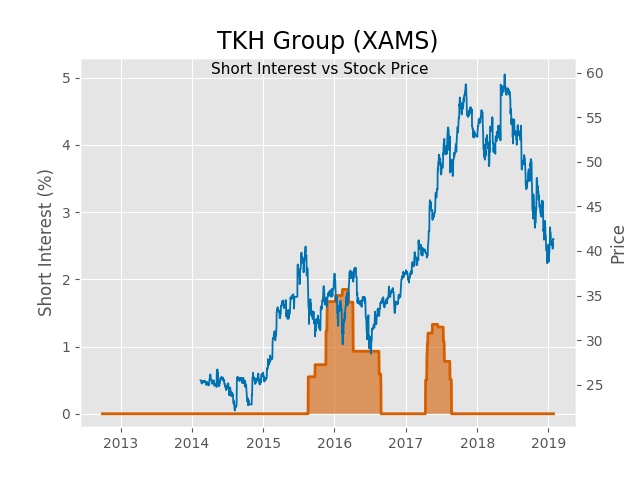 TKH Group (XAMS)
Short Interest vs Stock Price
Short Interest (%)
5
4
3
2
1
0
60
55
50
45
40
35
30
25
Price
2013 2014 2015 2016 2017 2018 2019